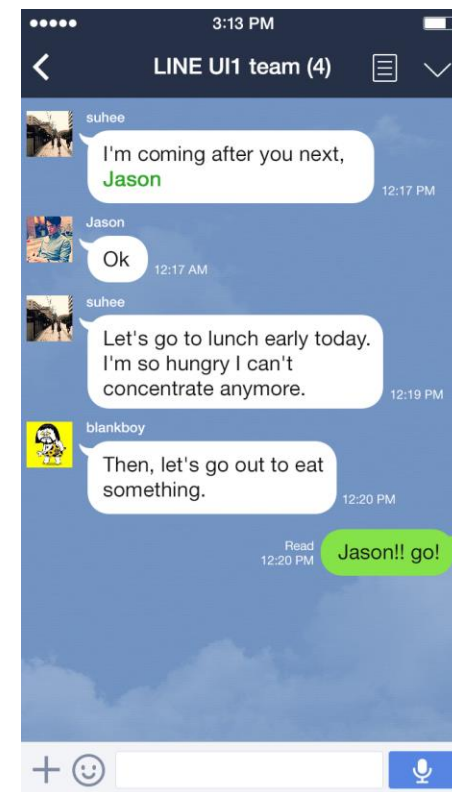 3:13 PM
LINE UI1 team (4)
suhee
I'm coming after you next,
Jason
12:17 PM
Jason
Ok
12:17 AM
suhee
Let's go to lunch early today.
I'm so hungry I can't
concentrate anymore.
12:19 PM
blankboy
Then, let's go out to eat
something.
12:20 PM
Read
12:20 PM
Jason!! go!